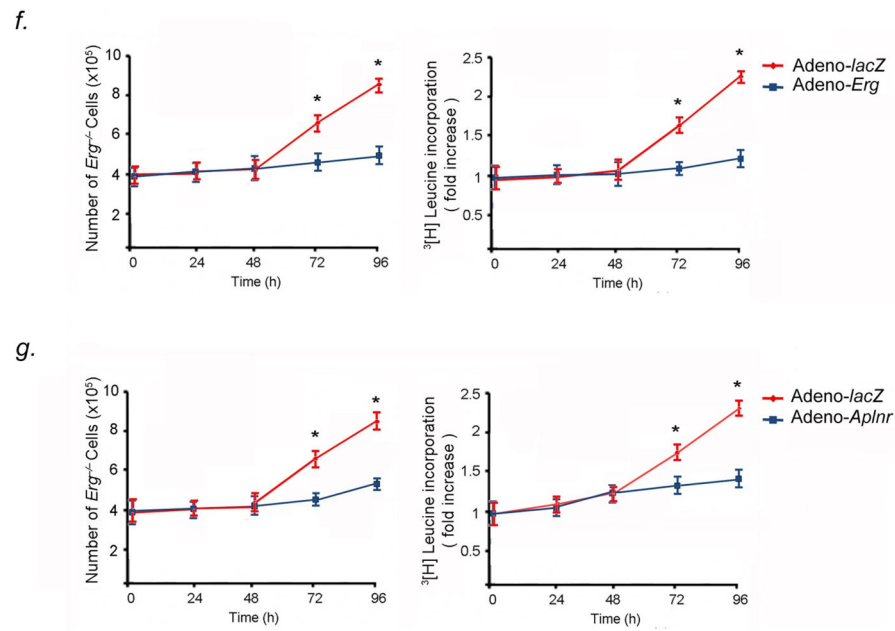 f.
Number of Erg-/- Cells (x10⁵)
10
8
6
4
2
0 24 48 72 96
Time (h)
* *
³[H] Leucine incorporation
( fold increase )
2.5
2
1.5
1
0.5
0 24 48 72 96
Time (h)
* *
Adeno-lacZ
Adeno-Erg
g.
Number of Erg-/- Cells (x10⁵)
10
8
6
4
2
0 24 48 72 96
Time (h)
* *
³[H] Leucine incorporation
( fold increase )
2.5
2
1.5
1
0.5
0 24 48 72 96
Time (h)
* *
Adeno-lacZ
Adeno-Aplnr